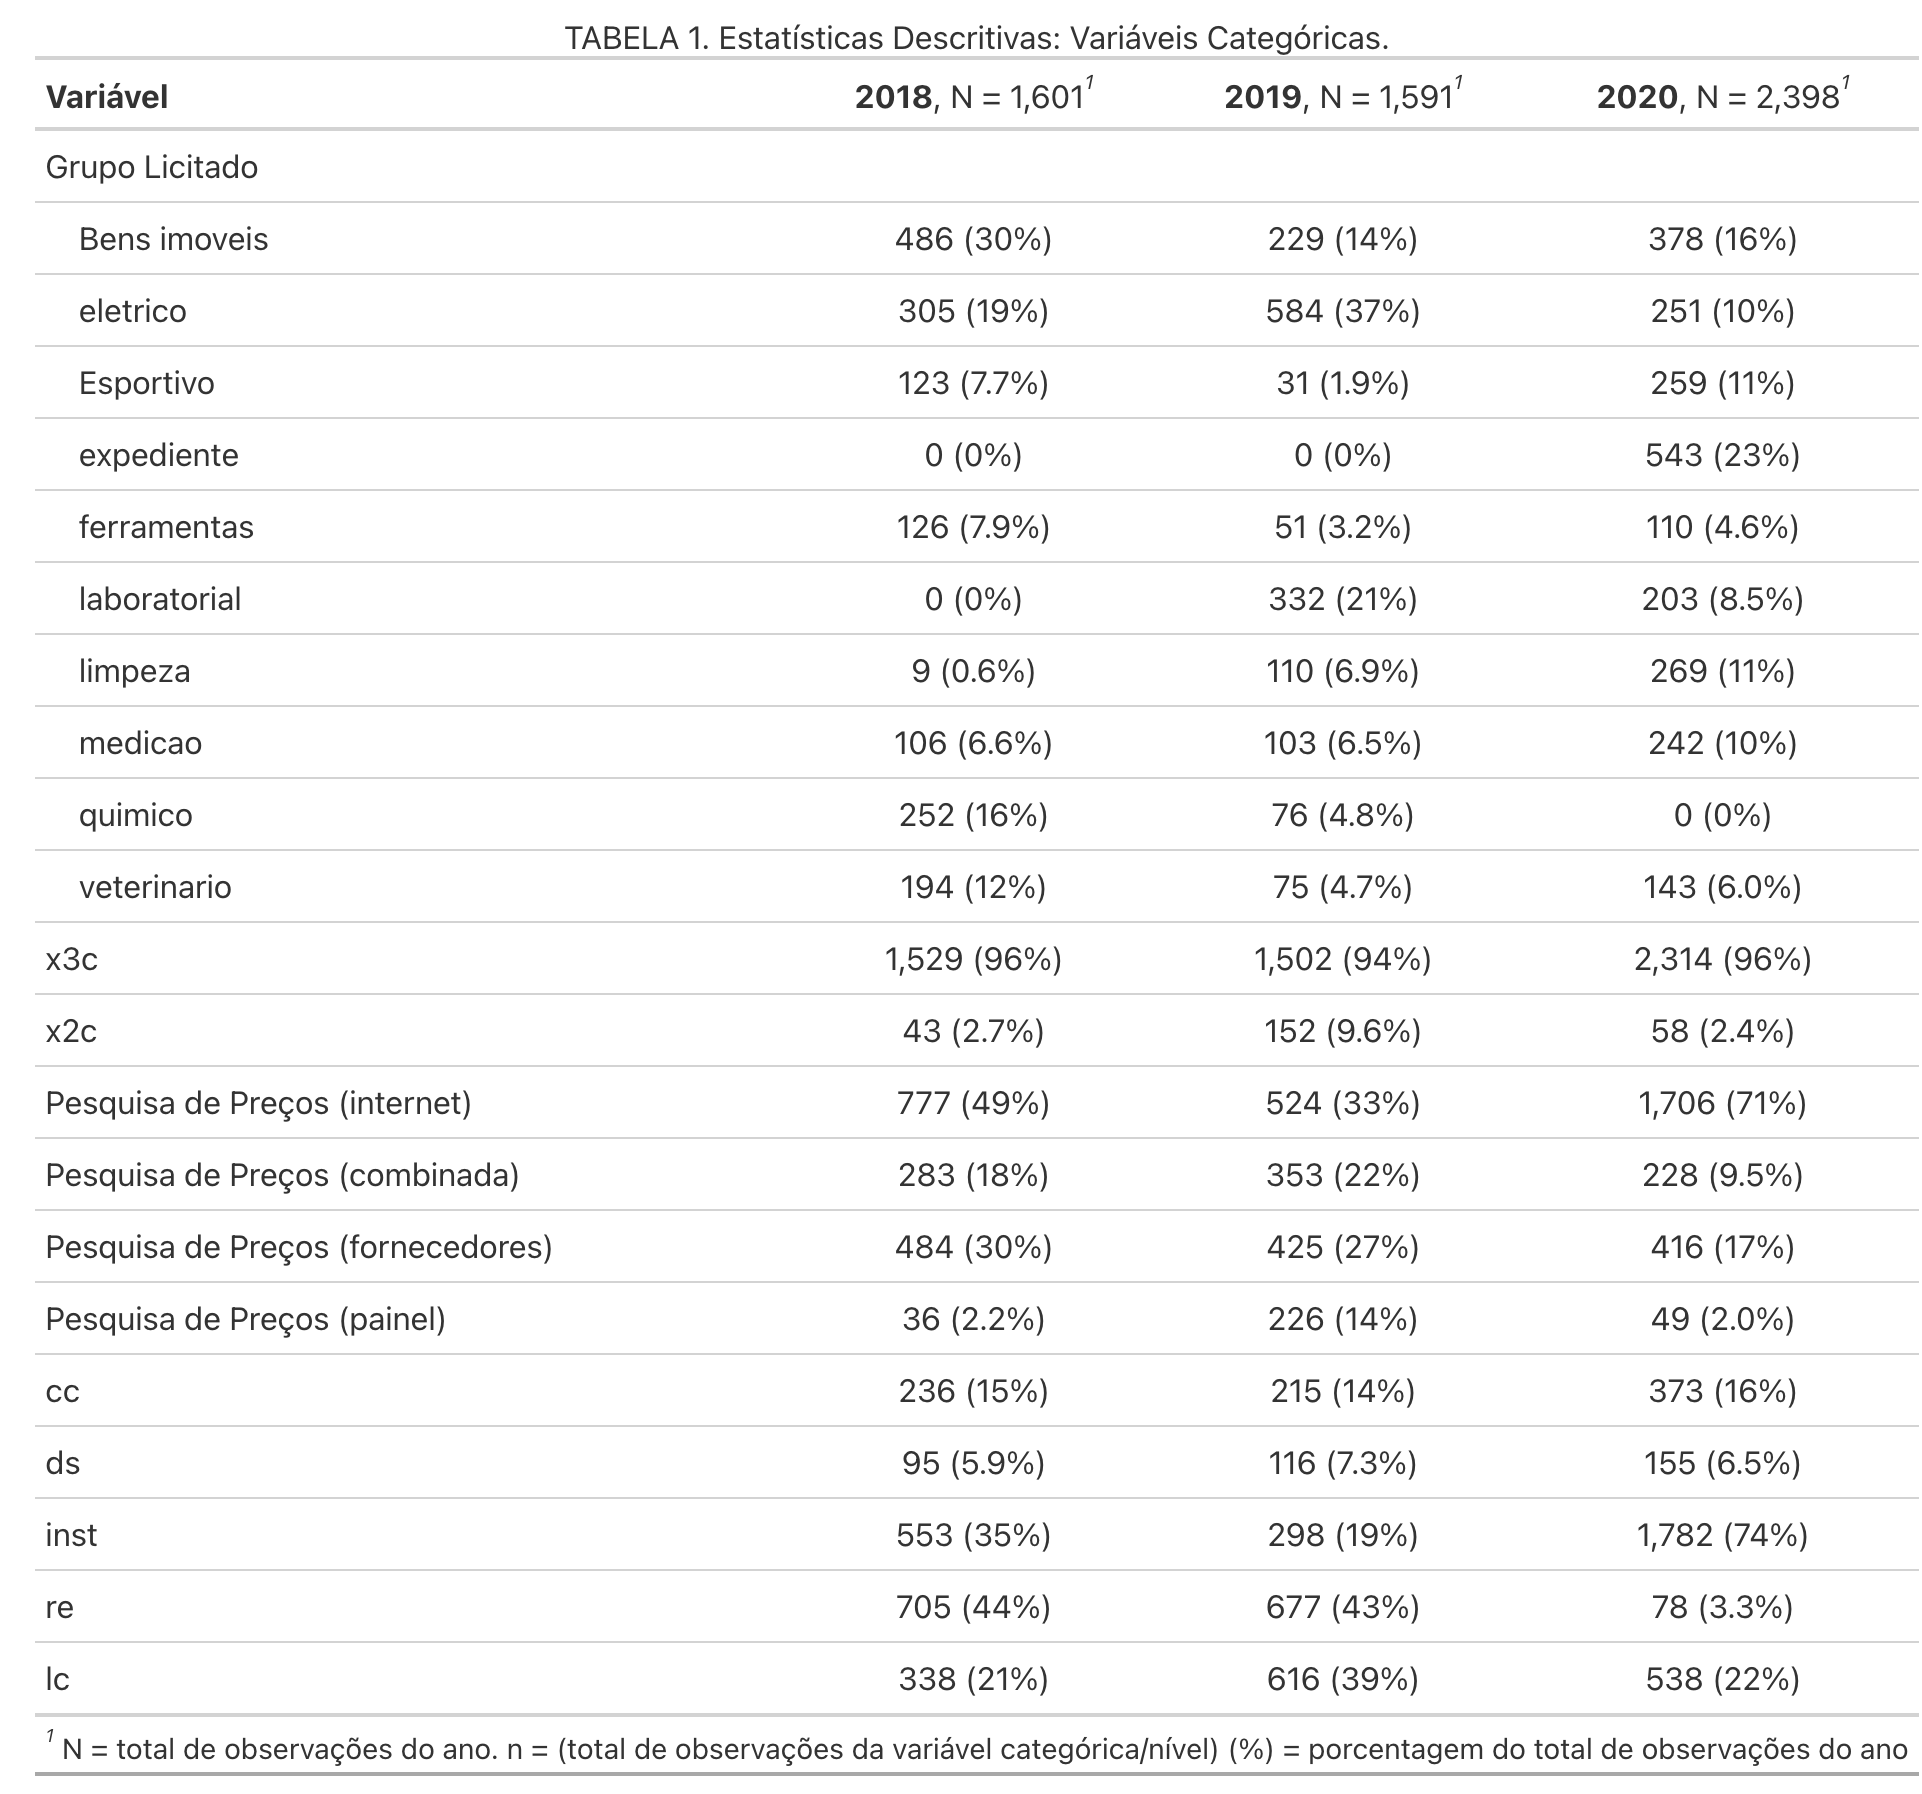 TABELA 1. Estatísticas Descritivas: Variáveis Categóricas.
Variável 2018, N = 1,601¹ 2019, N = 1,591¹ 2020, N = 2,398¹
Grupo Licitado
Bens imoveis 486 (30%) 229 (14%) 378 (16%)
eletrico 305 (19%) 584 (37%) 251 (10%)
Esportivo 123 (7.7%) 31 (1.9%) 259 (11%)
expediente 0 (0%) 0 (0%) 543 (23%)
ferramentas 126 (7.9%) 51 (3.2%) 110 (4.6%)
laboratorial 0 (0%) 332 (21%) 203 (8.5%)
limpeza 9 (0.6%) 110 (6.9%) 269 (11%)
medicao 106 (6.6%) 103 (6.5%) 242 (10%)
quimico 252 (16%) 76 (4.8%) 0 (0%)
veterinario 194 (12%) 75 (4.7%) 143 (6.0%)
x3c 1,529 (96%) 1,502 (94%) 2,314 (96%)
x2c 43 (2.7%) 152 (9.6%) 58 (2.4%)
Pesquisa de Preços (internet) 777 (49%) 524 (33%) 1,706 (71%)
Pesquisa de Preços (combinada) 283 (18%) 353 (22%) 228 (9.5%)
Pesquisa de Preços (fornecedores) 484 (30%) 425 (27%) 416 (17%)
Pesquisa de Preços (painel) 36 (2.2%) 226 (14%) 49 (2.0%)
cc 236 (15%) 215 (14%) 373 (16%)
ds 95 (5.9%) 116 (7.3%) 155 (6.5%)
inst 553 (35%) 298 (19%) 1,782 (74%)
re 705 (44%) 677 (43%) 78 (3.3%)
lc 338 (21%) 616 (39%) 538 (22%)
¹ N = total de observações do ano. n = (total de observações da variável categórica/nível) (%) = porcentagem do total de observações do ano